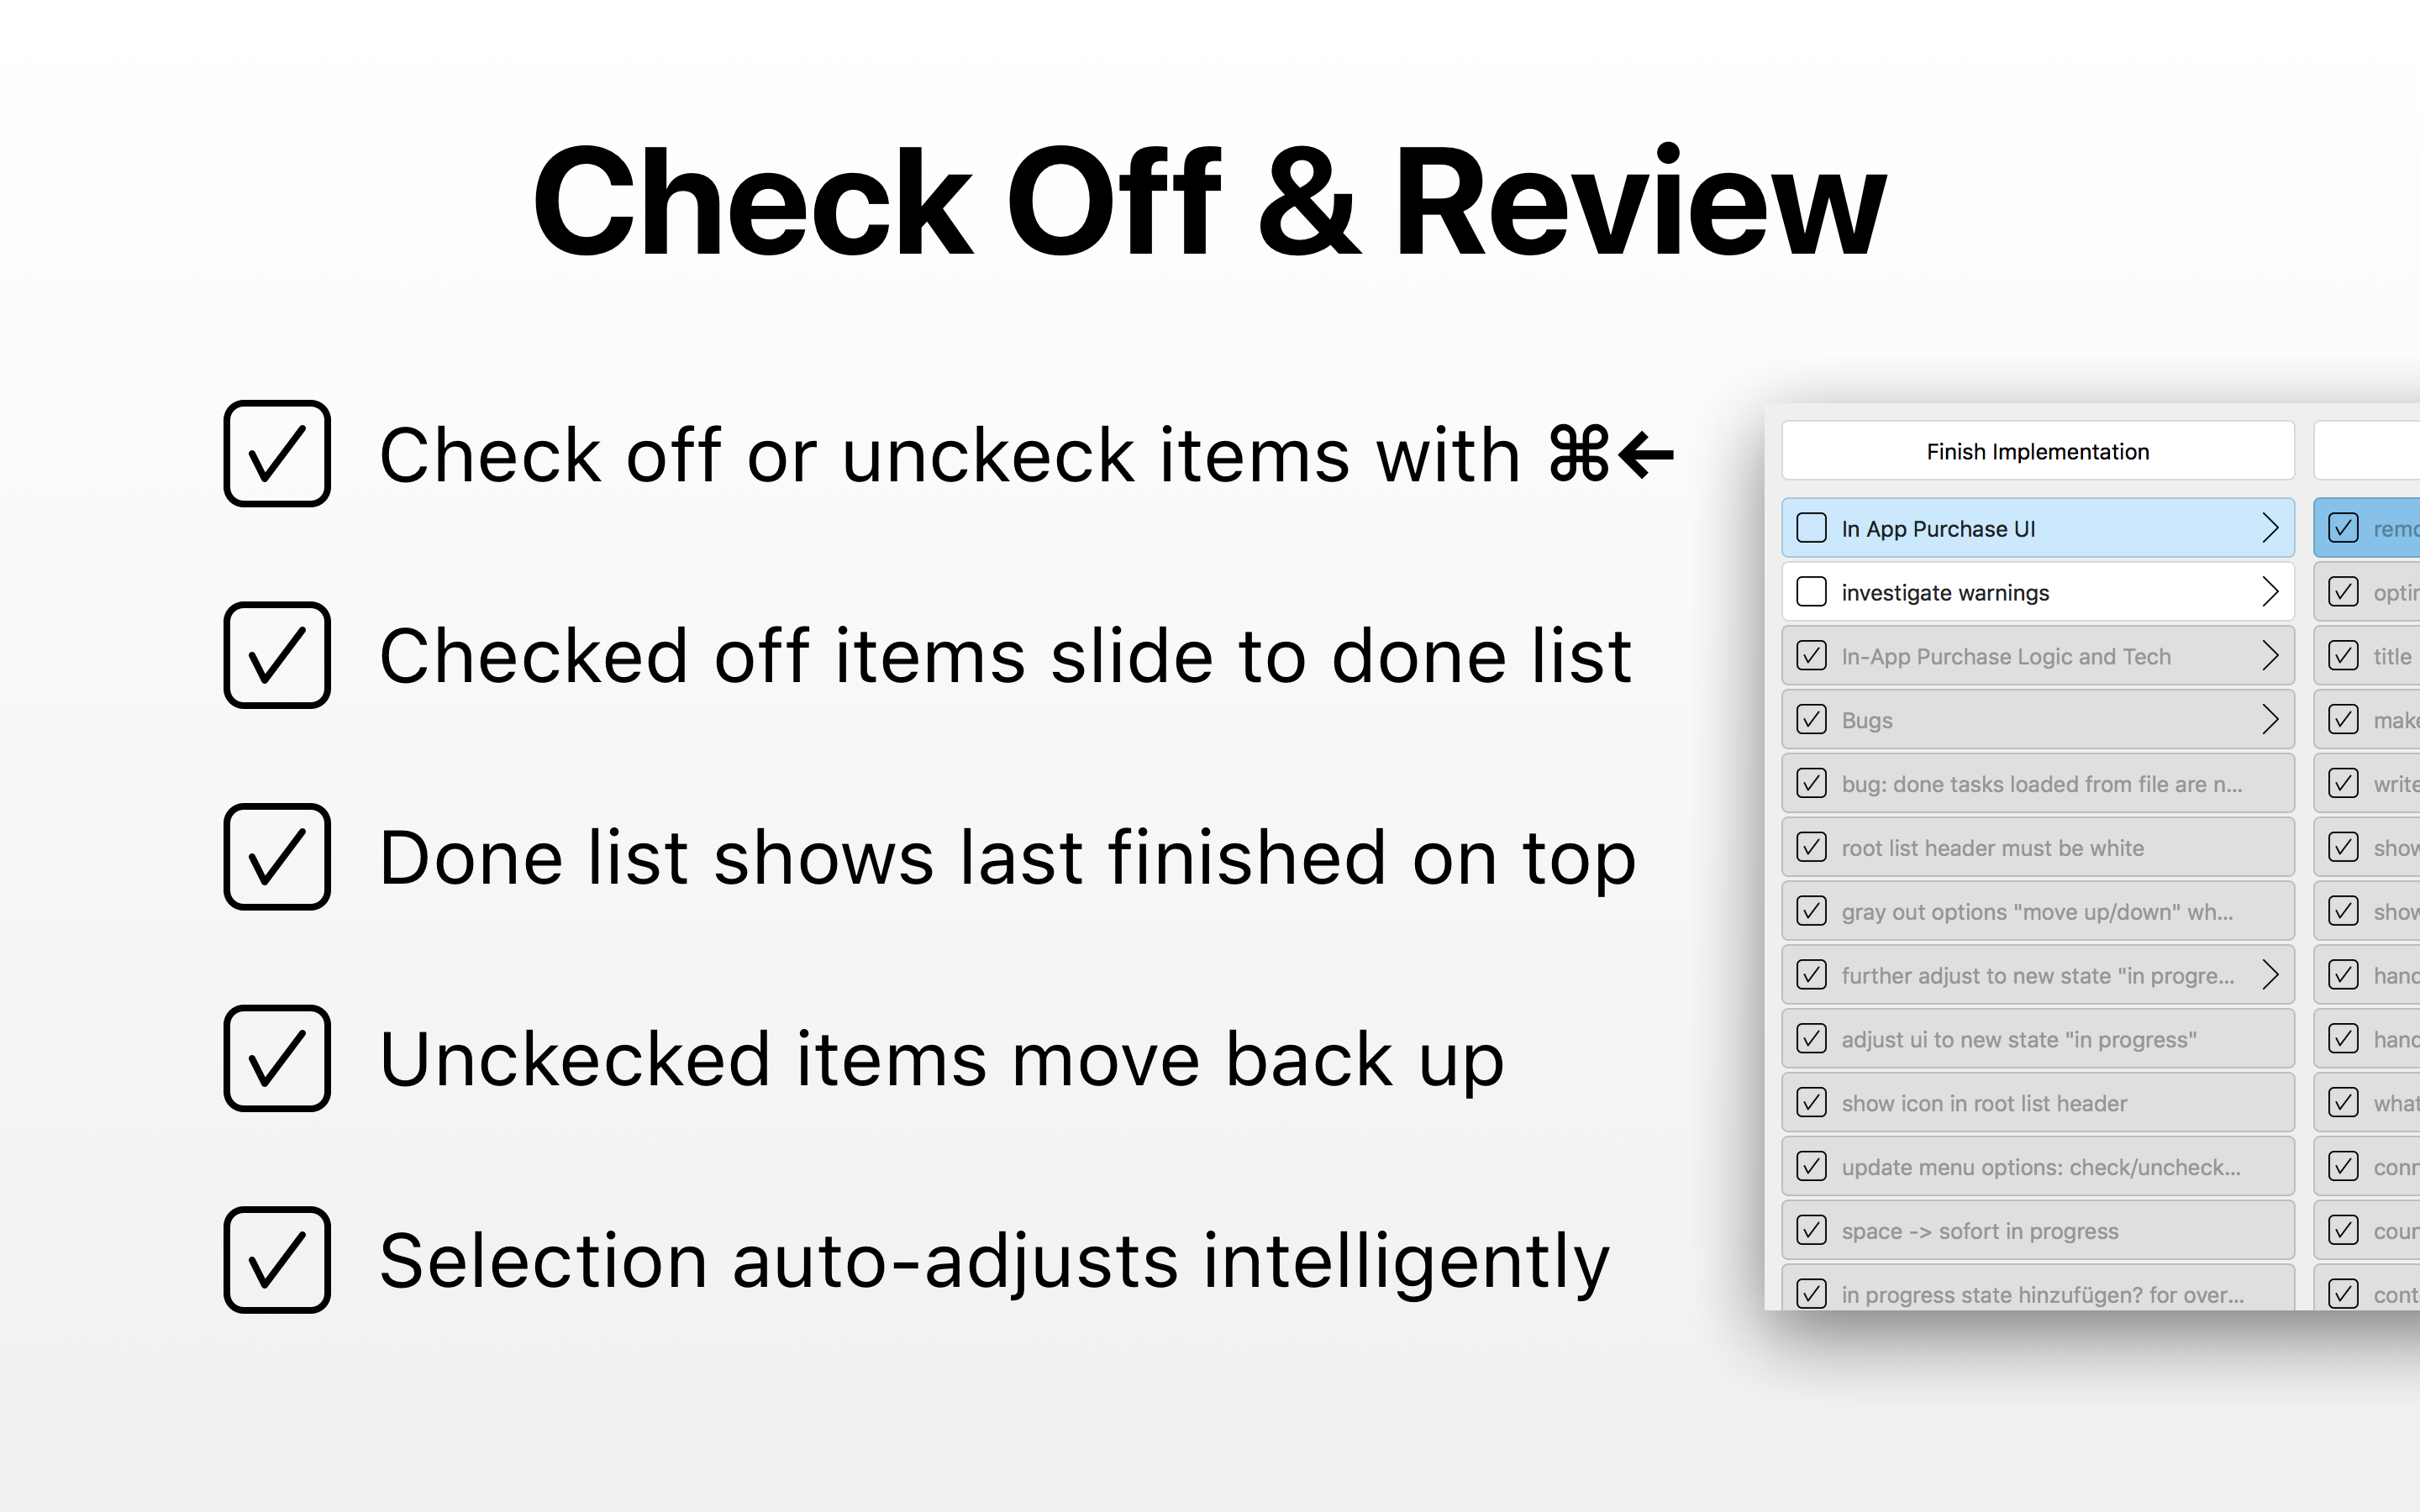 Check Off & Review
Check off or unckeck items with ⌘←
Checked off items slide to done list
Done list shows last finished on top
Unckecked items move back up
Selection auto-adjusts intelligently
Finish Implementation
In App Purchase UI
investigate warnings
In-App Purchase Logic and Tech
Bugs
bug: done tasks loaded from file are n...
root list header must be white
gray out options "move up/down" wh...
further adjust to new state "in progre...
adjust ui to new state "in progress"
show icon in root list header
update menu options: check/uncheck...
space -> sofort in progress
in progress state hinzufügen? for over...
title